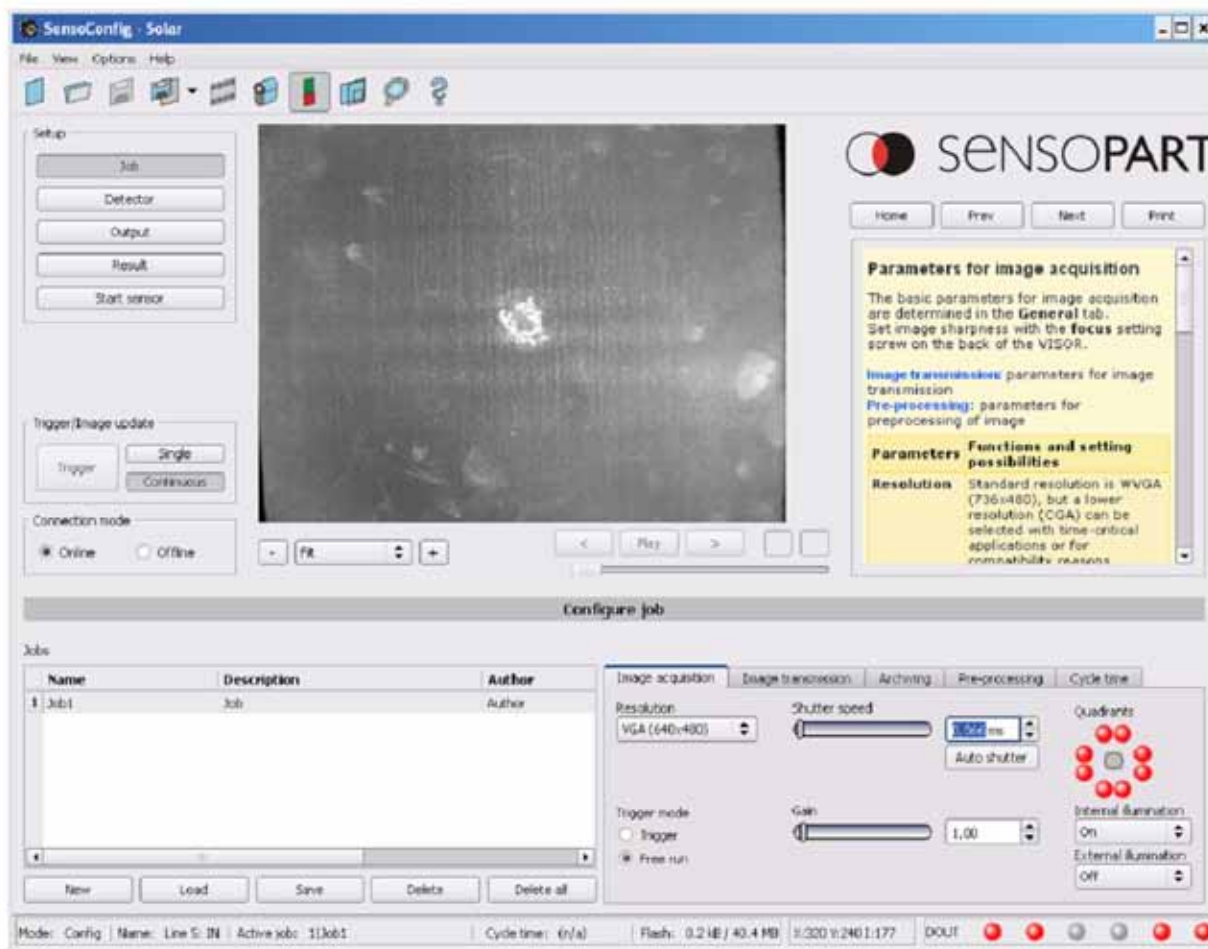 SensoConfig - Solar
File View Options Help
Setup
Job
Detector
Output
Result
Start sensor
Trigger/Image update
Trigger
Single
Continuous
Connection mode
Online Offline
- Fit +
< Play >
SENSOPART
Home Prev Next Print
Parameters for image acquisition
The basic parameters for image acquisition
are determined in the General tab.
Set image sharpness with the focus setting
screw on the back of the VISOR.
Image transmission: parameters for image
transmission
Pre-processing: parameters for
preprocessing of image
Parameters Functions and setting
possibilities
Resolution Standard resolution is WVGA
(736x480), but a lower
resolution (CGA) can be
selected with time-critical
applications or for
compatibility reasons
Configure job
Jobs
Name Description Author
1 Job1 Job Author
New Load Save Delete Delete all
Image acquisition Image transmission Archiving Pre-processing Cycle time
Resolution
VGA (640x480)
Shutter speed
ms
Auto shutter
Quadrants
Trigger mode
Trigger
Free run
Gain
1,00
Internal illumination
On
External illumination
Off
Mode: Config Name: Line 5: IN Active job: 1|Job1 Cycle time: (n/a) Flash: 0.2 kB / 40.4 MB X:320 Y:240 I:177 DOUT